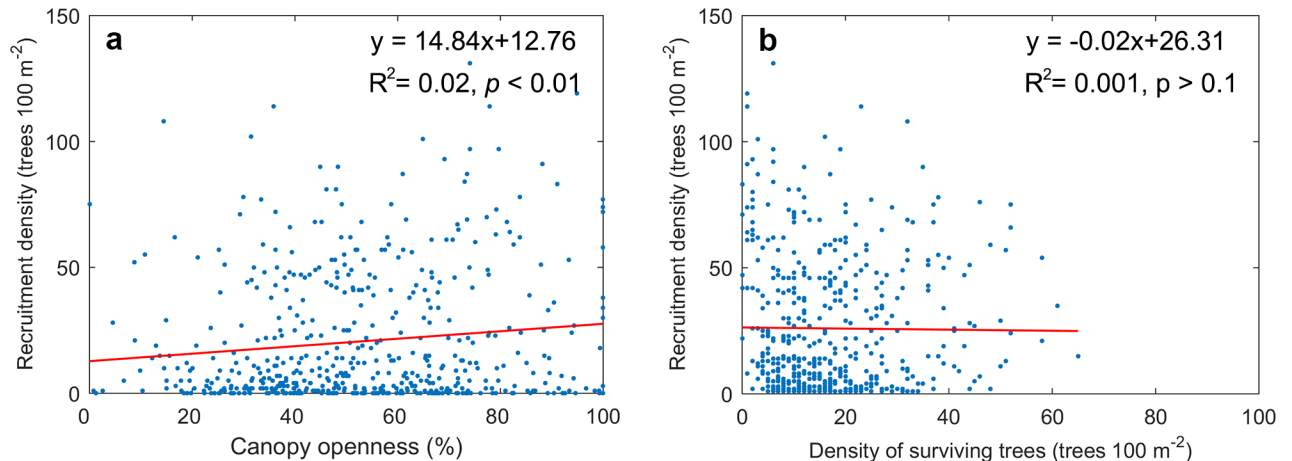 a
y = 14.84x+12.76
R²= 0.02, p < 0.01
Recruitment density (trees 100 m⁻²)
150
100
50
0
0 20 40 60 80 100
Canopy openness (%)
b
y = -0.02x+26.31
R²= 0.001, p > 0.1
Recruitment density (trees 100 m⁻²)
150
100
50
0
0 20 40 60 80 100
Density of surviving trees (trees 100 m⁻²)